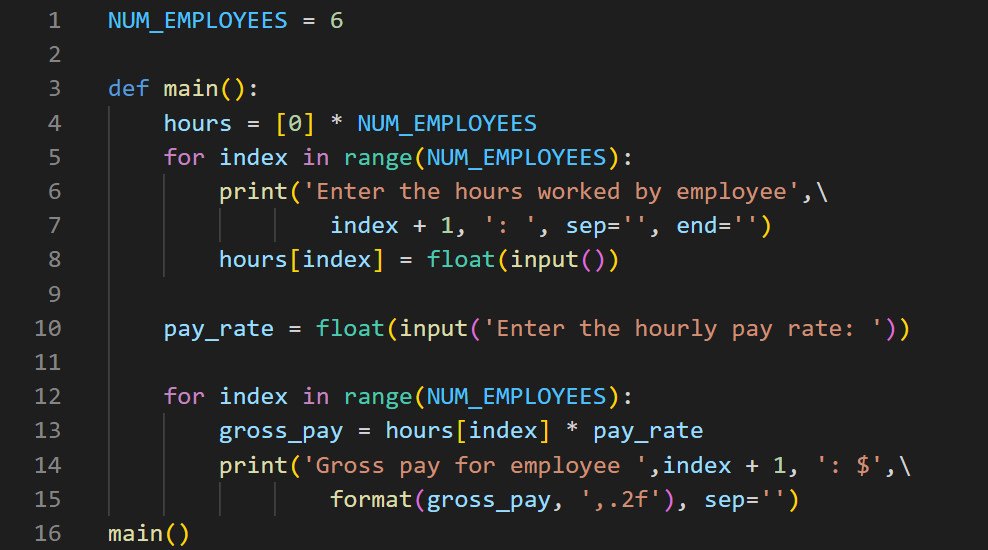 1 NUM_EMPLOYEES = 6
2
3 def main():
4     hours = [0] * NUM_EMPLOYEES
5     for index in range(NUM_EMPLOYEES):
6         print('Enter the hours worked by employee',\
7                 index + 1, ': ', sep='', end='')
8         hours[index] = float(input())
9
10     pay_rate = float(input('Enter the hourly pay rate: '))
11
12     for index in range(NUM_EMPLOYEES):
13         gross_pay = hours[index] * pay_rate
14         print('Gross pay for employee ',index + 1, ': $',\
15                 format(gross_pay, ',.2f'), sep='')
16 main()